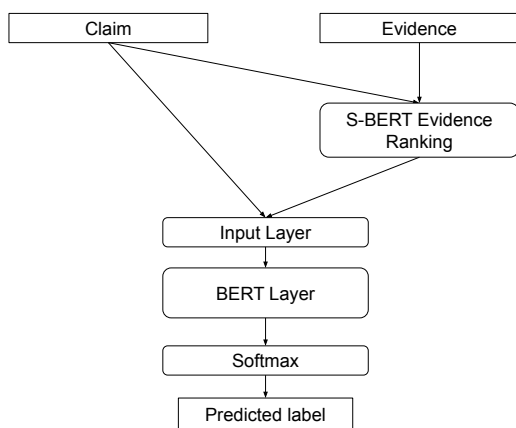 Claim
Evidence
S-BERT Evidence
Ranking
Input Layer
BERT Layer
Softmax
Predicted label